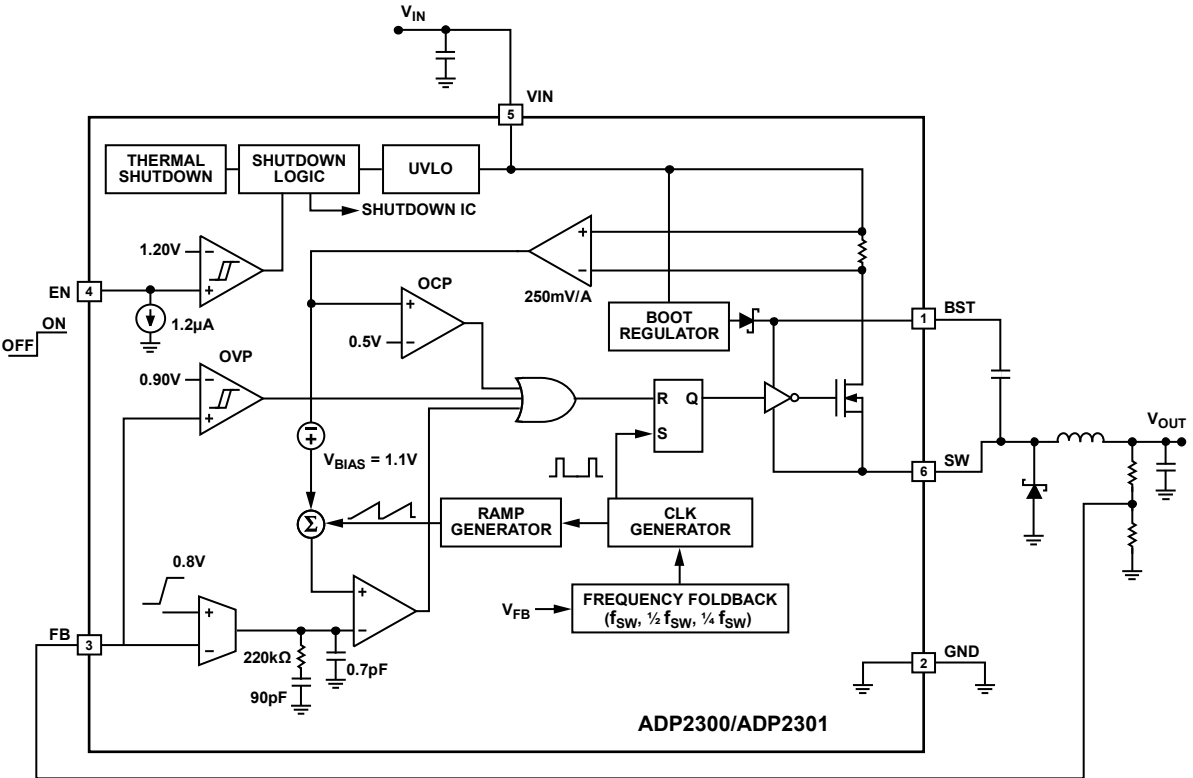 VIN
VIN
5
THERMAL
SHUTDOWN
SHUTDOWN
LOGIC
UVLO
SHUTDOWN IC
1.20V
−
+
EN
4
1.2µA
ON
OFF
+
−
250mV/A
OCP
+
0.5V
−
BOOT
REGULATOR
1
BST
OVP
0.90V
−
+
R
Q
S
VOUT
SW
6
− +
VBIAS = 1.1V
Σ
RAMP
GENERATOR
CLK
GENERATOR
0.8V
+
−
FB
3
+
−
VFB
FREQUENCY FOLDBACK
(fSW, ½ fSW, ¼ fSW)
220kΩ
0.7pF
90pF
2
GND
ADP2300/ADP2301